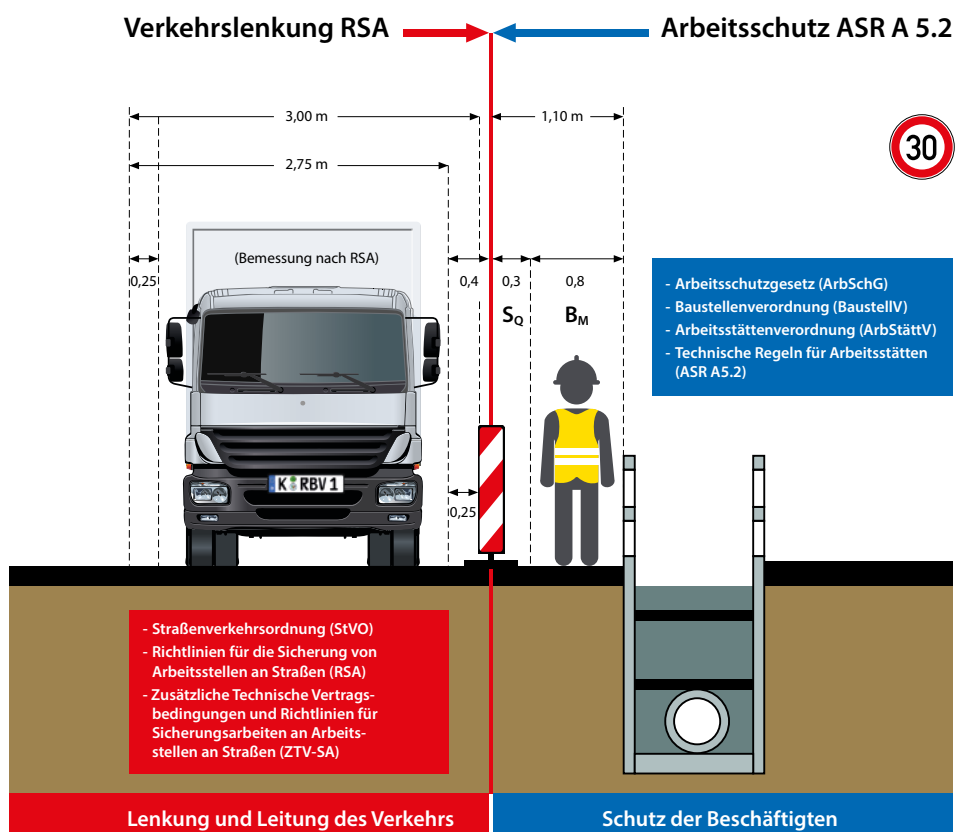 Verkehrslenkung RSA
Arbeitsschutz ASR A 5.2
3,00 m
1,10 m
30
2,75 m
(Bemessung nach RSA)
0,25
0,4
0,3
0,8
SQ
BM
- Arbeitsschutzgesetz (ArbSchG)
- Baustellenverordnung (BaustellV)
- Arbeitsstättenverordnung (ArbStättV)
- Technische Regeln für Arbeitsstätten
(ASR A5.2)
K RBV 1
0,25
- Straßenverkehrsordnung (StVO)
- Richtlinien für die Sicherung von
Arbeitsstellen an Straßen (RSA)
- Zusätzliche Technische Vertrags-
bedingungen und Richtlinien für
Sicherungsarbeiten an Arbeits-
stellen an Straßen (ZTV-SA)
Lenkung und Leitung des Verkehrs
Schutz der Beschäftigten